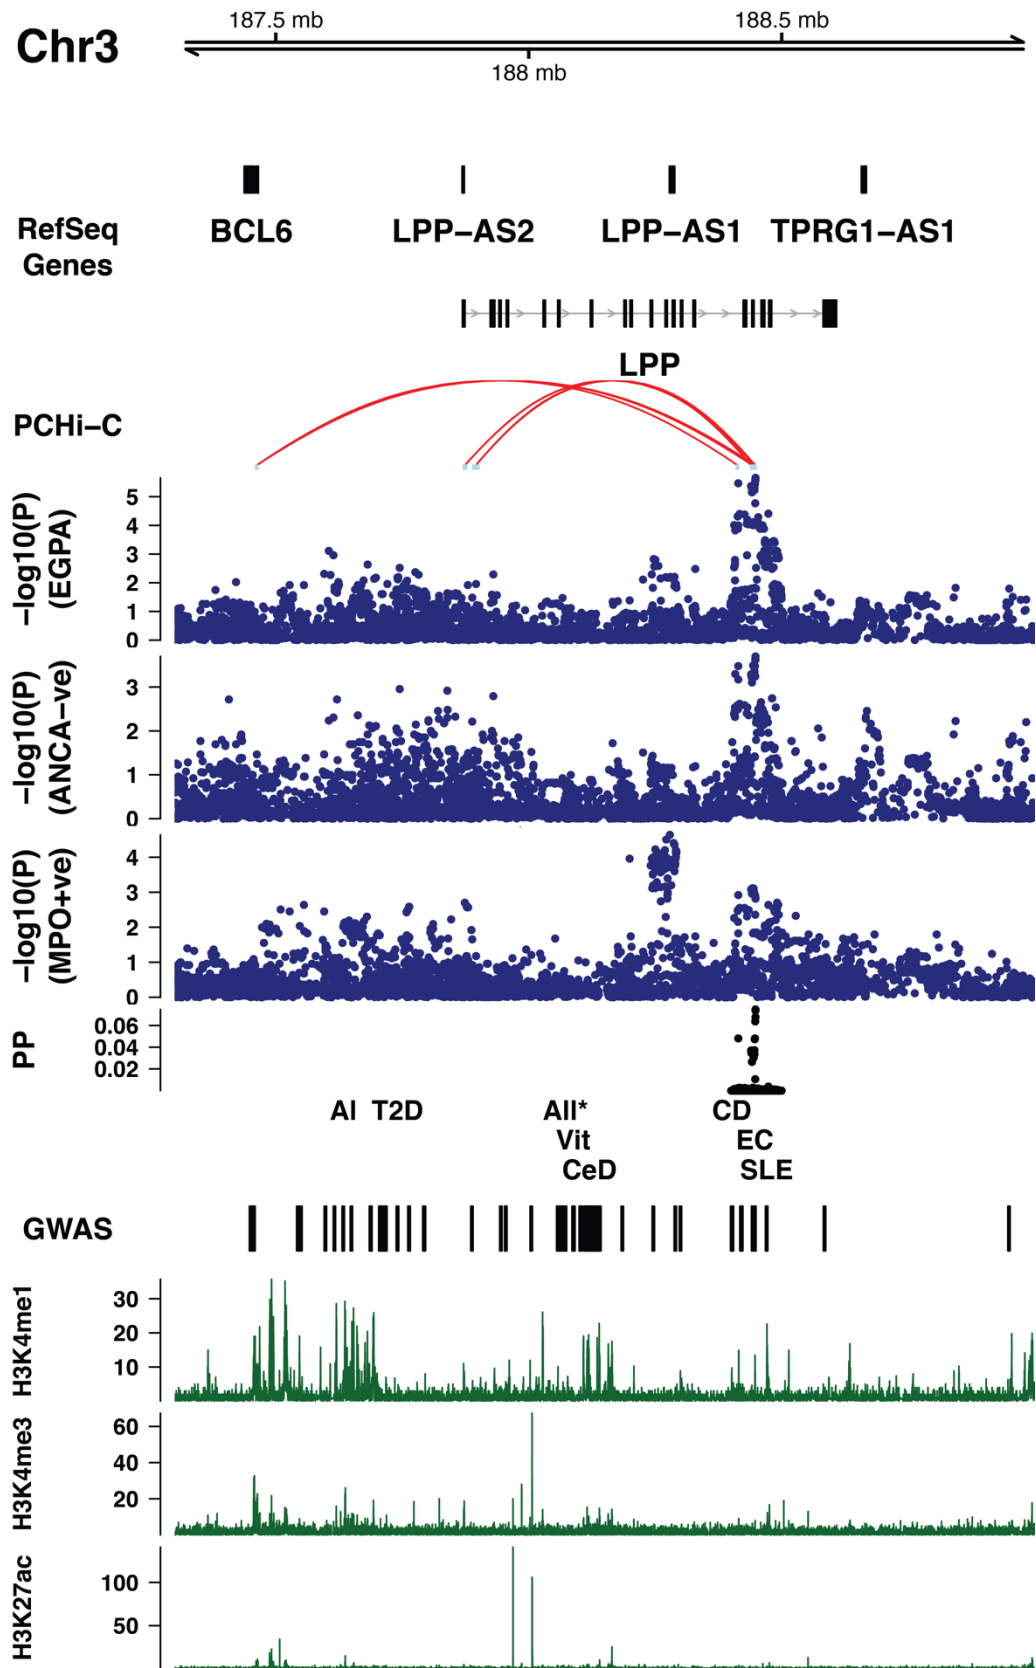 187.5 mb
188.5 mb
Chr3
188 mb
RefSeq
Genes
BCL6
LPP–AS2
LPP–AS1
TPRG1–AS1
LPP
PCHi–C
–log10(P)
(EGPA)
5
4
3
2
1
0
–log10(P)
(ANCA–ve)
3
2
1
0
–log10(P)
(MPO+ve)
4
3
2
1
0
PP
0.06
0.04
0.02
AI T2D All* CD
Vit EC
CeD SLE
GWAS
H3K4me1
30
20
10
H3K4me3
60
40
20
H3K27ac
100
50